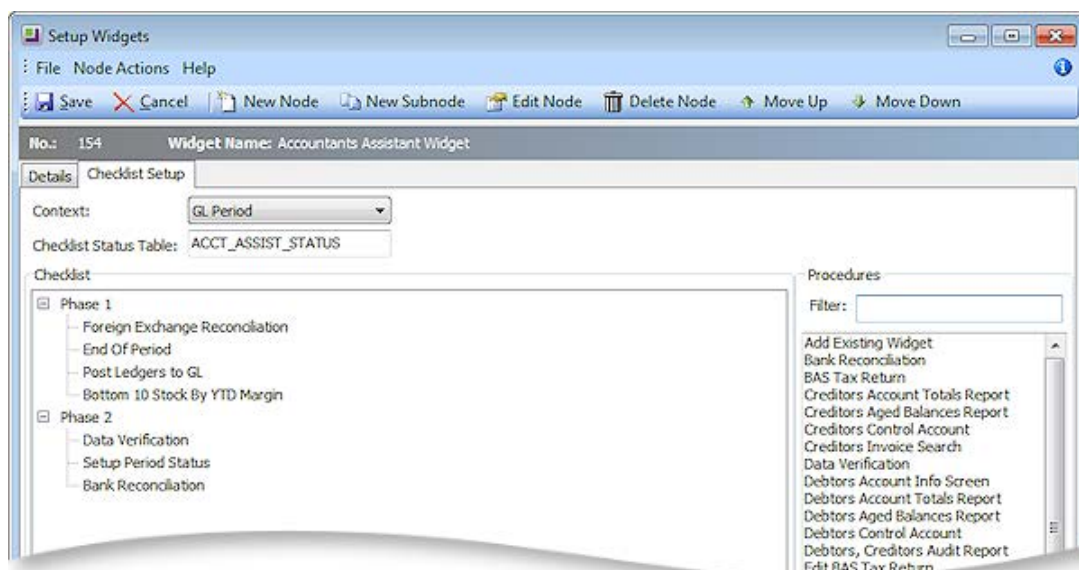 Setup Widgets
File Node Actions Help
Save Cancel New Node New Subnode Edit Node Delete Node Move Up Move Down
No.: 154 Widget Name: Accountants Assistant Widget
Details Checklist Setup
Context: GL Period
Checklist Status Table: ACCT_ASSIST_STATUS
Checklist
Phase 1
Foreign Exchange Reconciliation
End Of Period
Post Ledgers to GL
Bottom 10 Stock By YTD Margin
Phase 2
Data Verification
Setup Period Status
Bank Reconciliation
Procedures
Filter:
Add Existing Widget
Bank Reconciliation
BAS Tax Return
Creditors Account Totals Report
Creditors Aged Balances Report
Creditors Control Account
Creditors Invoice Search
Data Verification
Debtors Account Info Screen
Debtors Account Totals Report
Debtors Aged Balances Report
Debtors Control Account
Debtors, Creditors Audit Report
Edit BAS Tax Return